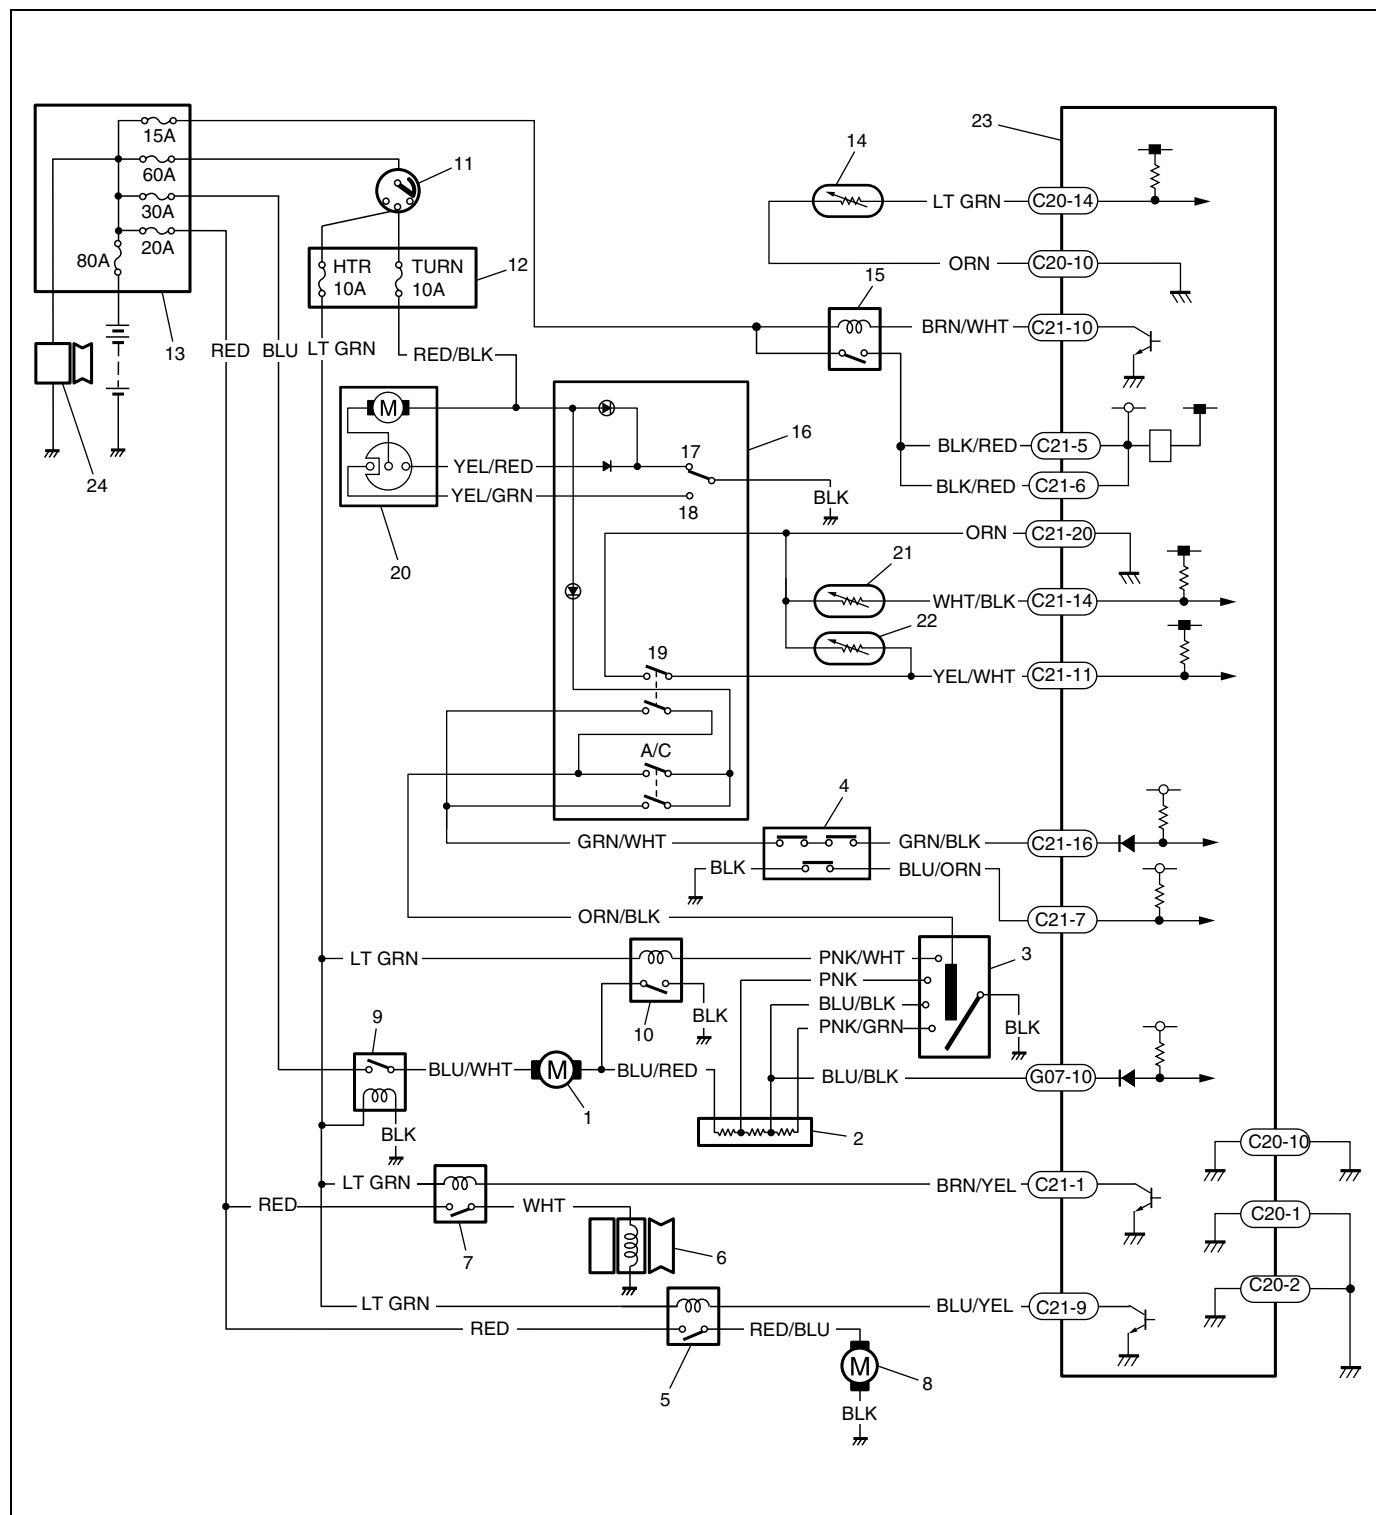 15A
60A
30A
20A
80A
13
24
11
HTR
10A
TURN
10A
12
RED
BLU
LT GRN
RED/BLK
M
YEL/RED
YEL/GRN
20
16
17
18
BLK
19
A/C
14
LT GRN
C20-14
23
ORN
C20-10
15
BRN/WHT
C21-10
BLK/RED
C21-5
BLK/RED
C21-6
ORN
C21-20
21
WHT/BLK
C21-14
22
YEL/WHT
C21-11
4
GRN/WHT
GRN/BLK
C21-16
BLK
BLU/ORN
C21-7
ORN/BLK
LT GRN
PNK/WHT
3
PNK
BLU/BLK
PNK/GRN
BLK
10
BLK
9
BLU/WHT
M
BLU/RED
BLU/BLK
G07-10
1
BLK
2
C20-10
LT GRN
BRN/YEL
C21-1
RED
WHT
C20-1
7
6
C20-2
LT GRN
BLU/YEL
C21-9
RED
RED/BLU
5
M
8
BLK